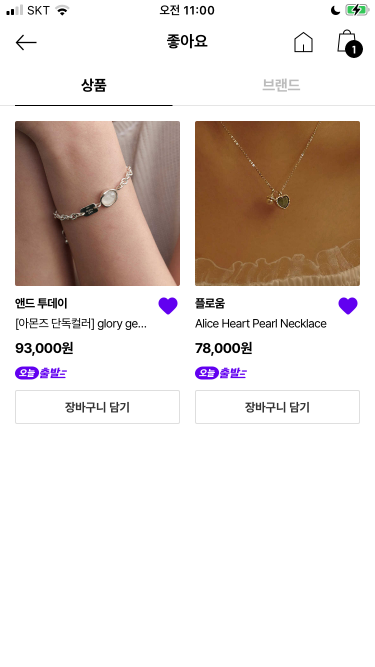 SKT 오전 11:00
좋아요
1
상품 브랜드
앤드 투데이
[아몬즈 단독컬러] glory ge...
93,000원
오늘출발
장바구니 담기
플로움
Alice Heart Pearl Necklace
78,000원
오늘출발
장바구니 담기